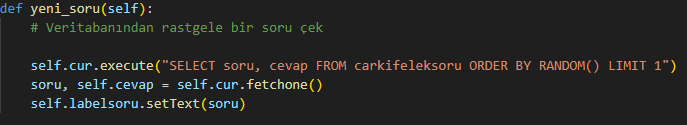 def yeni_soru(self):
    # Veritabanından rastgele bir soru çek
    self.cur.execute("SELECT soru, cevap FROM carkifeleksoru ORDER BY RANDOM() LIMIT 1")
    soru, self.cevap = self.cur.fetchone()
    self.labelsoru.setText(soru)